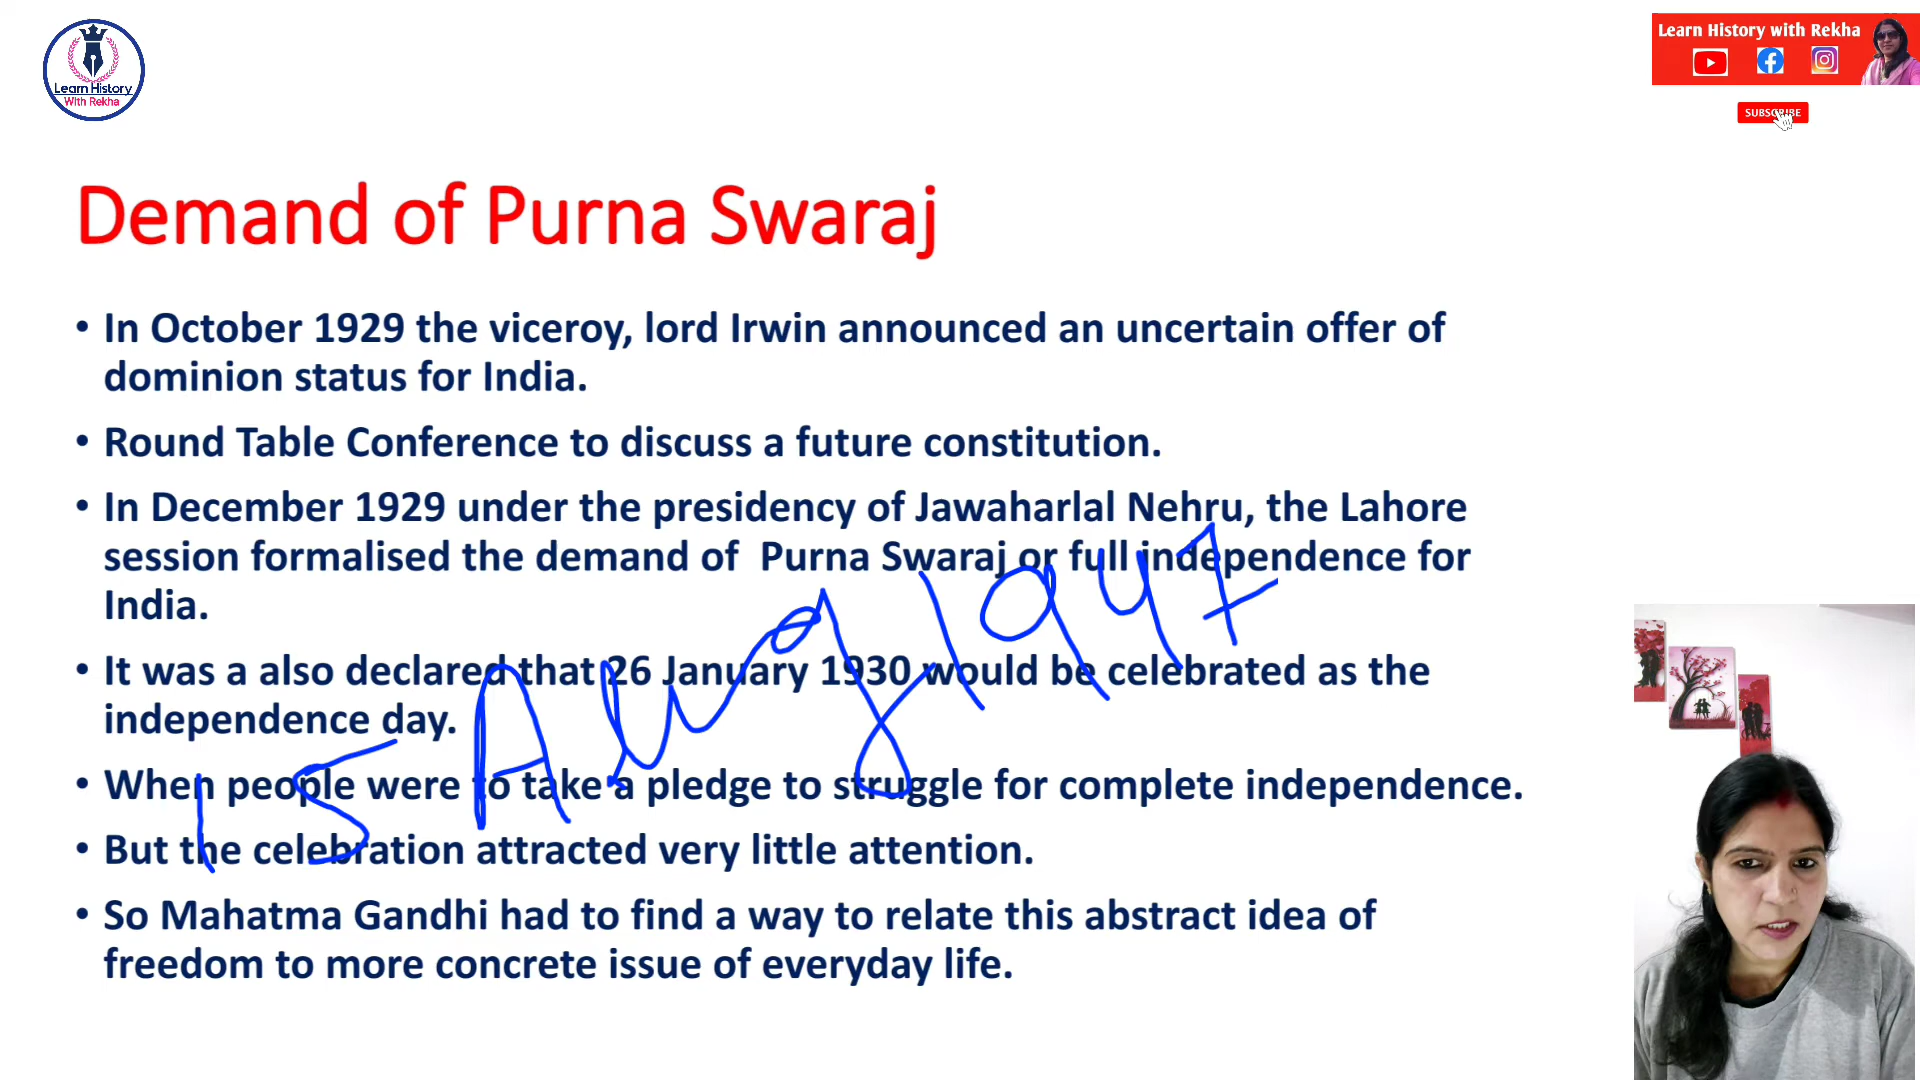 Learn History
With Rekha
Learn History with Rekha
SUBSCRIBE
Demand of Purna Swaraj
• In October 1929 the viceroy, lord Irwin announced an uncertain offer of
dominion status for India.
• Round Table Conference to discuss a future constitution.
• In December 1929 under the presidency of Jawaharlal Nehru, the Lahore
session formalised the demand of Purna Swaraj or full independence for
India.
• It was a also declared that 26 January 1930 would be celebrated as the
independence day.
• When people were to take a pledge to struggle for complete independence.
• But the celebration attracted very little attention.
• So Mahatma Gandhi had to find a way to relate this abstract idea of
freedom to more concrete issue of everyday life.
15 Aug 1947